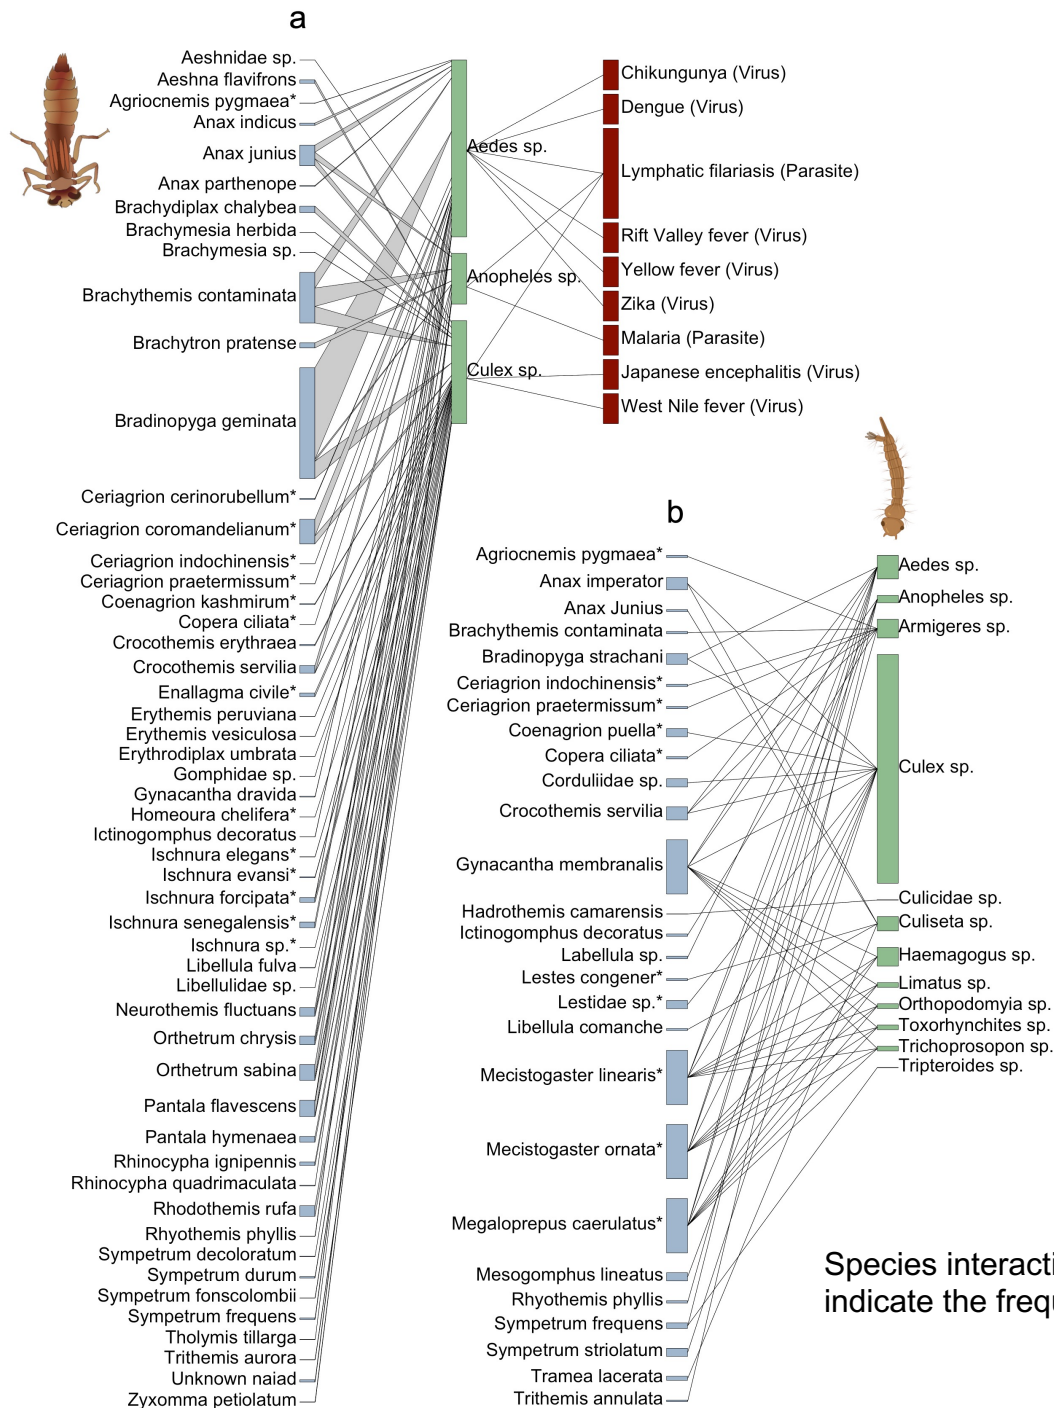 a
Aeshnidae sp.
Aeshna flavifrons
Agriocnemis pygmaea*
Anax indicus
Anax junius
Anax parthenope
Brachydiplax chalybea
Brachymesia herbida
Brachymesia sp.
Brachythemis contaminata
Brachytron pratense
Bradinopyga geminata
Ceriagrion cerinorubellum*
Ceriagrion coromandelianum*
Ceriagrion indochinensis*
Ceriagrion praetermissum*
Coenagrion kashmirum*
Copera ciliata*
Crocothemis erythraea
Crocothemis servilia
Enallagma civile*
Erythemis peruviana
Erythemis vesiculosa
Erythrodiplax umbrata
Gomphidae sp.
Gynacantha dravida
Homeoura chelifera*
Ictinogomphus decoratus
Ischnura elegans*
Ischnura evansi*
Ischnura forcipata*
Ischnura senegalensis*
Ischnura sp.*
Libellula fulva
Libellulidae sp.
Neurothemis fluctuans
Orthetrum chrysis
Orthetrum sabina
Pantala flavescens
Pantala hymenaea
Rhinocypha ignipennis
Rhinocypha quadrimaculata
Rhodothemis rufa
Rhyothemis phyllis
Sympetrum decoloratum
Sympetrum durum
Sympetrum fonscolombii
Sympetrum frequens
Tholymis tillarga
Trithemis aurora
Unknown naiad
Zyxomma petiolatum
Aedes sp.
Anopheles sp.
Culex sp.
Chikungunya (Virus)
Dengue (Virus)
Lymphatic filariasis (Parasite)
Rift Valley fever (Virus)
Yellow fever (Virus)
Zika (Virus)
Malaria (Parasite)
Japanese encephalitis (Virus)
West Nile fever (Virus)
b
Agriocnemis pygmaea*
Anax imperator
Anax Junius
Brachythemis contaminata
Bradinopyga strachani
Ceriagrion indochinensis*
Ceriagrion praetermissum*
Coenagrion puella*
Copera ciliata*
Corduliidae sp.
Crocothemis servilia
Gynacantha membranalis
Hadrothemis camarensis
Ictinogomphus decoratus
Labellula sp.
Lestes congener*
Lestidae sp.*
Libellula comanche
Mecistogaster linearis*
Mecistogaster ornata*
Megaloprepus caerulatus*
Mesogomphus lineatus
Rhyothemis phyllis
Sympetrum frequens
Sympetrum striolatum
Tramea lacerata
Trithemis annulata
Aedes sp.
Anopheles sp.
Armigeres sp.
Culex sp.
Culicidae sp.
Culiseta sp.
Haemagogus sp.
Limatus sp.
Orthopodomyia sp.
Toxorhynchites sp.
Trichoprosopon sp.
Tripteroides sp.
Species interacti
indicate the frequ